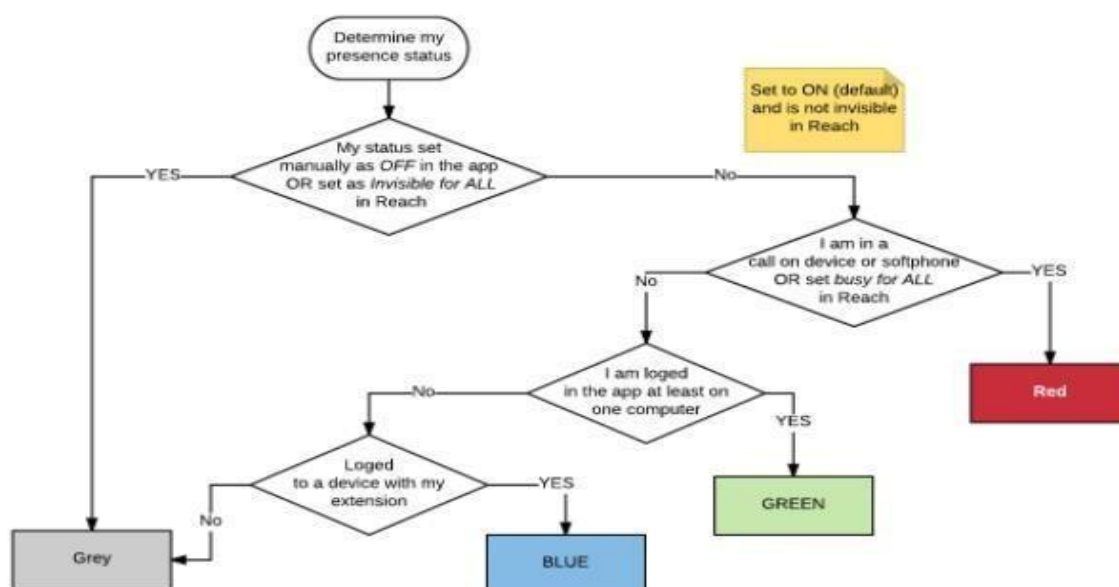 Determine my
presence status
Set to ON (default)
and is not invisible
in Reach
My status set
manually as OFF in the app
OR set as Invisible for ALL
in Reach
YES
No
I am in a
call on device or softphone
OR set busy for ALL
in Reach
No
YES
I am loged
in the app at least on
one computer
Red
No
YES
Loged
to a device with my
extension
YES
No
GREEN
Grey
BLUE